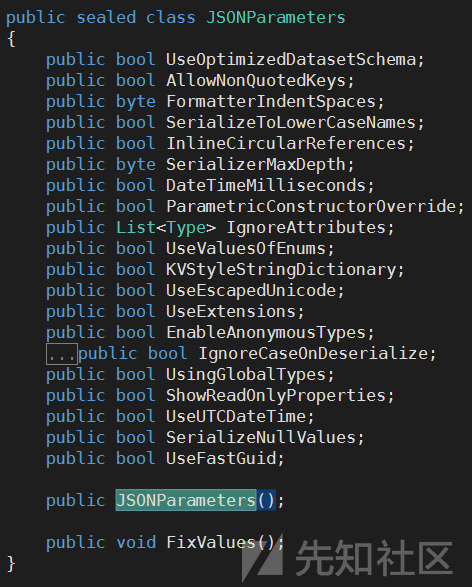 public sealed class JSONParameters
{
    public bool UseOptimizedDatasetSchema;
    public bool AllowNonQuotedKeys;
    public byte FormatterIndentSpaces;
    public bool SerializeToLowerCaseNames;
    public bool InlineCircularReferences;
    public byte SerializerMaxDepth;
    public bool DateTimeMilliseconds;
    public bool ParametricConstructorOverride;
    public List<Type> IgnoreAttributes;
    public bool UseValuesOfEnums;
    public bool KVStyleStringDictionary;
    public bool UseEscapedUnicode;
    public bool UseExtensions;
    public bool EnableAnonymousTypes;
    ...public bool IgnoreCaseOnDeserialize;
    public bool UsingGlobalTypes;
    public bool ShowReadOnlyProperties;
    public bool UseUTCDateTime;
    public bool SerializeNullValues;
    public bool UseFastGuid;
    public JSONParameters();
    public void FixValues();
}
先知社区